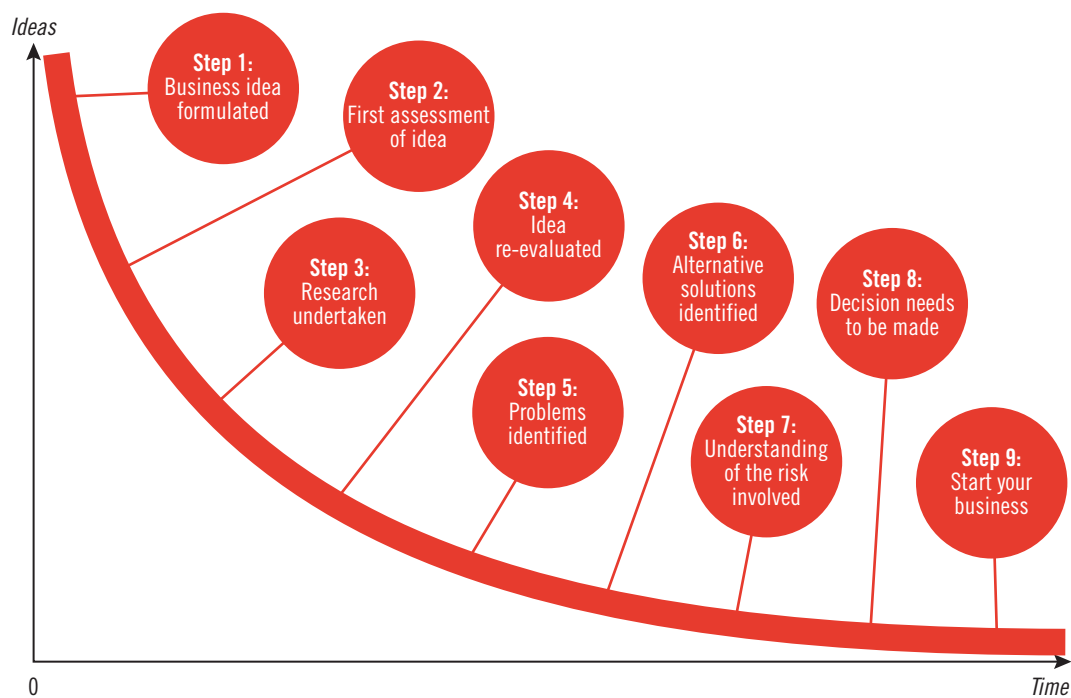 Ideas
Step 1:
Business idea
formulated
Step 2:
First assessment
of idea
Step 3:
Research
undertaken
Step 4:
Idea
re-evaluated
Step 5:
Problems
identified
Step 6:
Alternative
solutions
identified
Step 7:
Understanding
of the risk
involved
Step 8:
Decision needs
to be made
Step 9:
Start your
business
0
Time